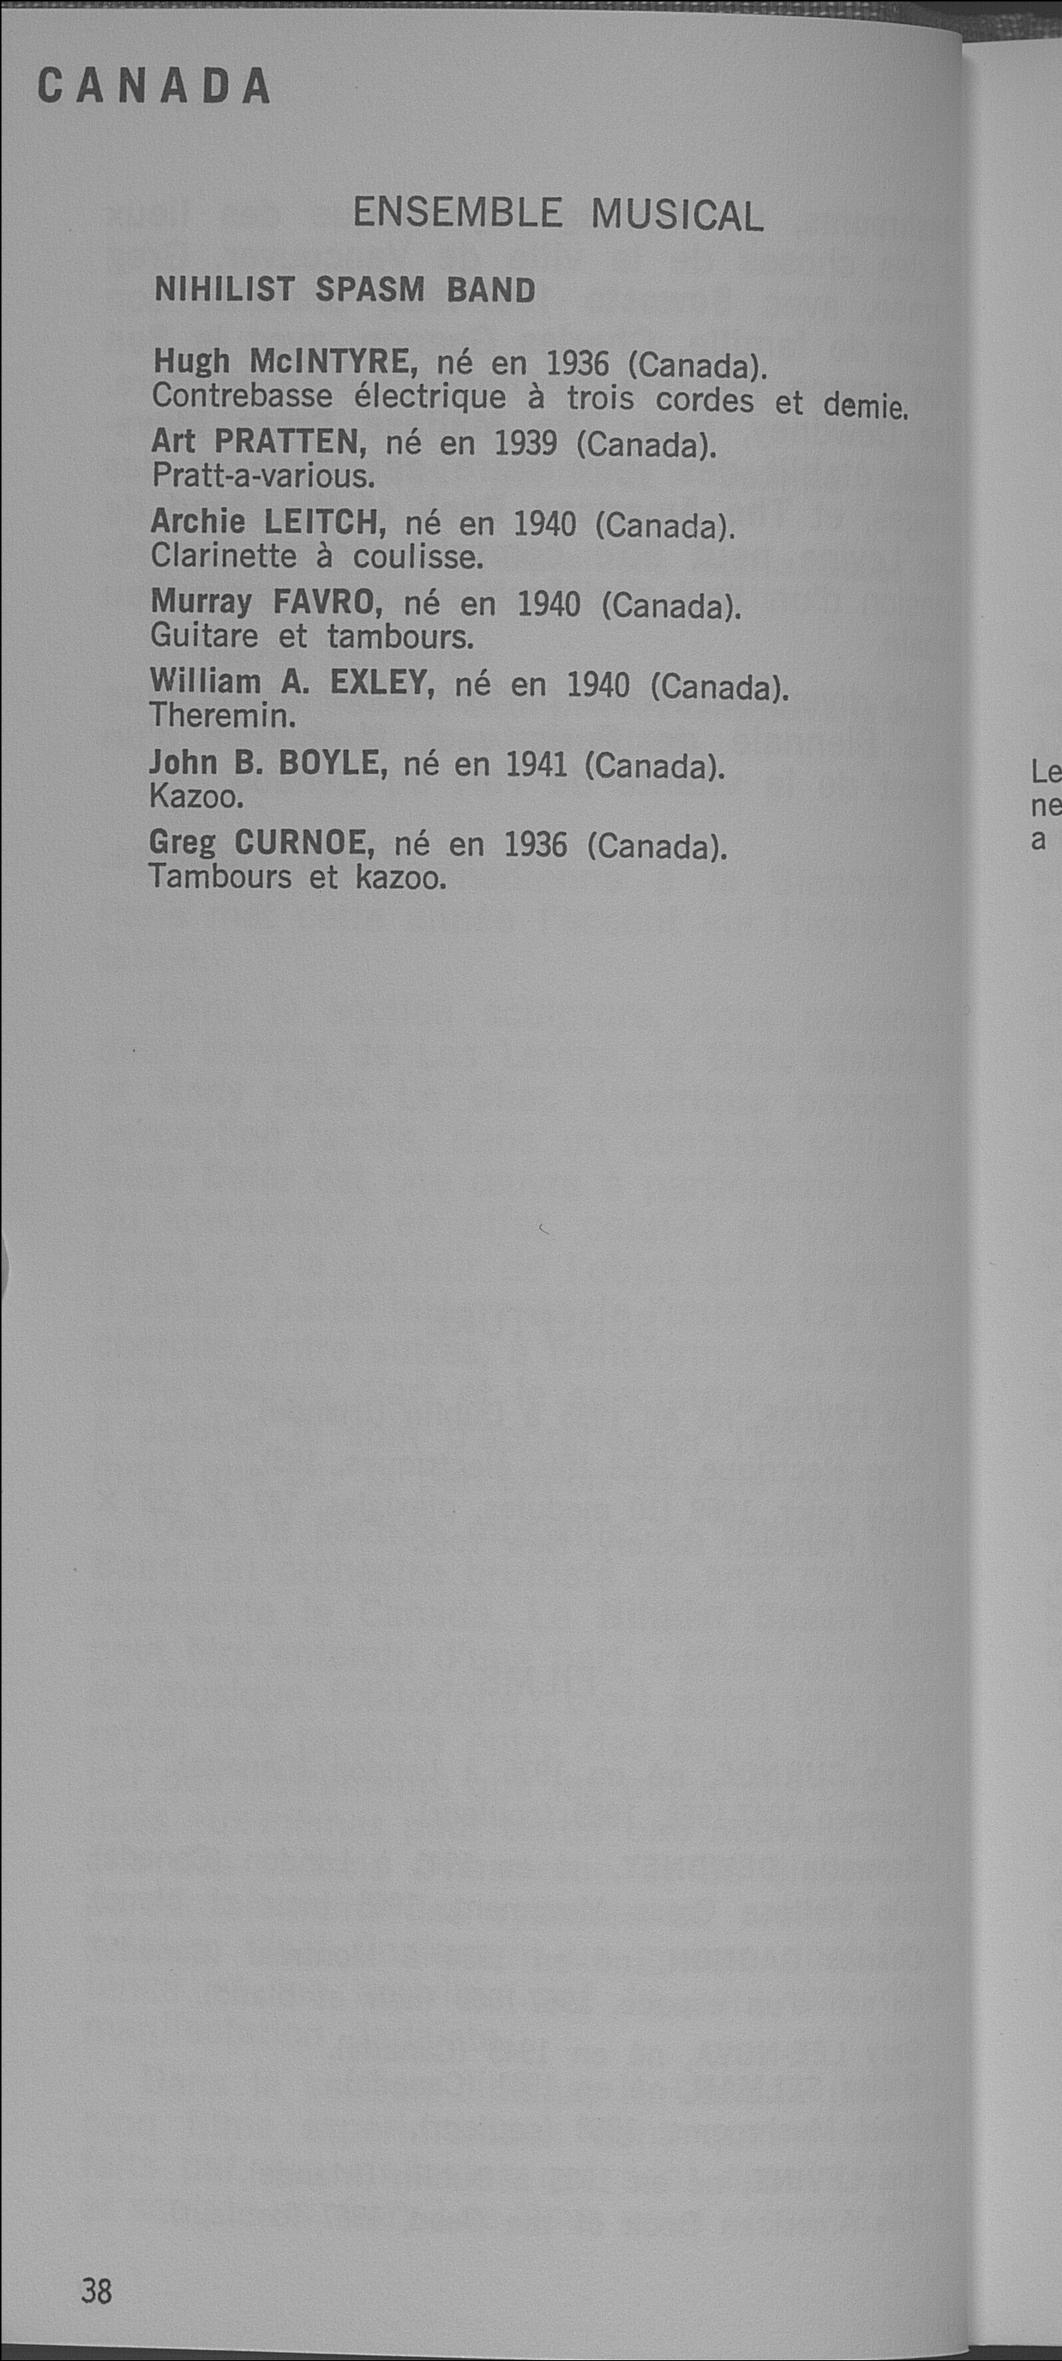 CANADA
ENSEMBLE MUSICAL
NIHILIST SPASM BAND
Hugh McINTYRE, né en 1936 (Canada).
Contrebasse électrique à trois cordes et demie.
Art PRATTEN, né en 1939 (Canada).
Pratt-a-various.
Archie LEITCH, né en 1940 (Canada).
Clarinette à coulisse.
Murray FAVRO, né en 1940 (Canada).
Guitare et tambours.
William A. EXLEY, né en 1940 (Canada).
Theremin.
John B. BOYLE, né en 1941 (Canada).
Kazoo.
Greg CURNOE, né en 1936 (Canada).
Tambours et kazoo.
38
Le
ne
a